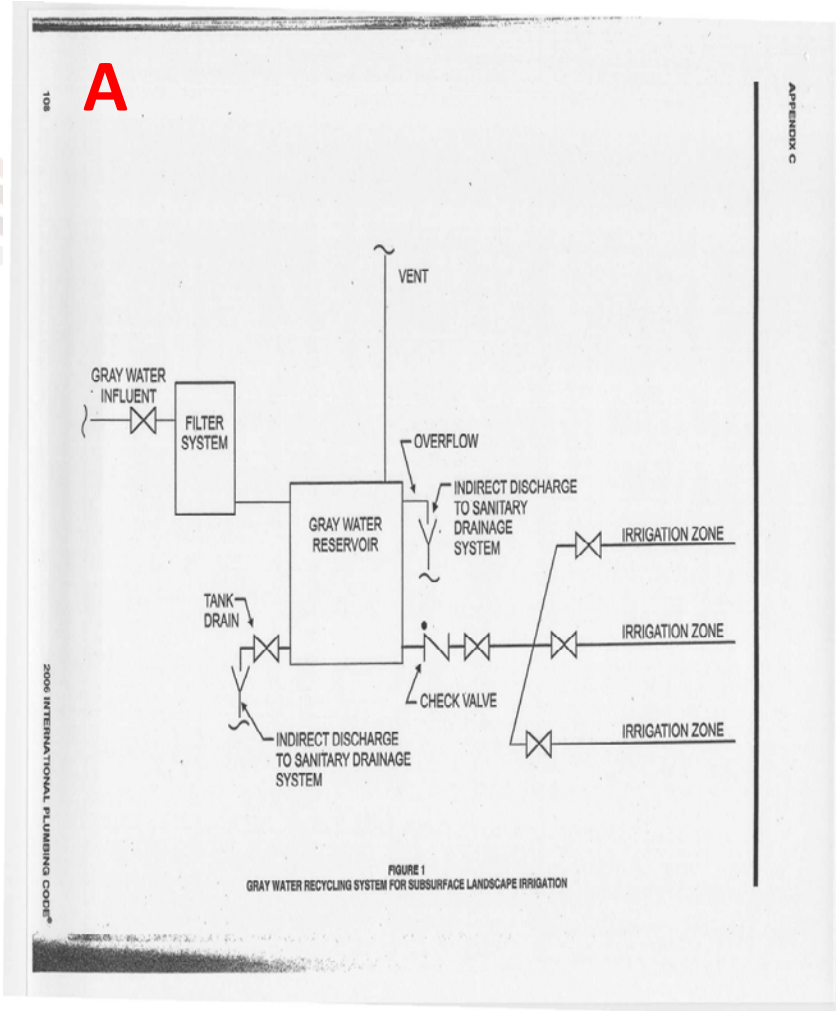 A
108
APPENDIX C
VENT
GRAY WATER
INFLUENT
FILTER
SYSTEM
OVERFLOW
INDIRECT DISCHARGE
TO SANITARY
DRAINAGE
SYSTEM
GRAY WATER
RESERVOIR
IRRIGATION ZONE
TANK
DRAIN
IRRIGATION ZONE
CHECK VALVE
IRRIGATION ZONE
INDIRECT DISCHARGE
TO SANITARY DRAINAGE
SYSTEM
FIGURE 1
GRAY WATER RECYCLING SYSTEM FOR SUBSURFACE LANDSCAPE IRRIGATION
2006 INTERNATIONAL PLUMBING CODE®